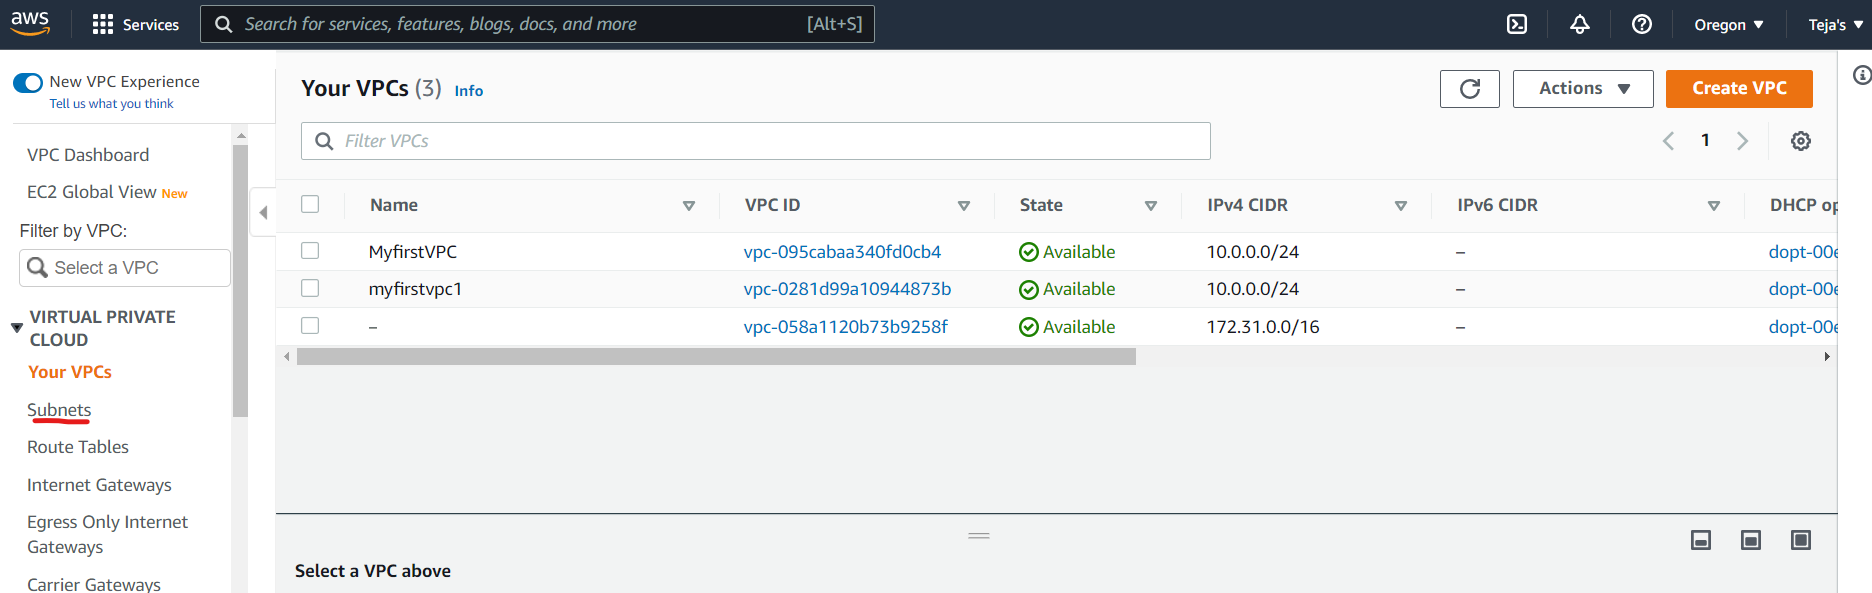 aws
Services
Search for services, features, blogs, docs, and more [Alt+S]
Oregon ▼
Teja's ▼
New VPC Experience
Tell us what you think
VPC Dashboard
EC2 Global View New
Filter by VPC:
Select a VPC
VIRTUAL PRIVATE
CLOUD
Your VPCs
Subnets
Route Tables
Internet Gateways
Egress Only Internet
Gateways
Carrier Gateways
Your VPCs (3) Info
Actions ▼
Create VPC
Filter VPCs
1
Name VPC ID State IPv4 CIDR IPv6 CIDR DHCP op
MyfirstVPC vpc-095cabaa340fd0cb4 Available 10.0.0.0/24 – dopt-00e
myfirstvpc1 vpc-0281d99a10944873b Available 10.0.0.0/24 – dopt-00e
– vpc-058a1120b73b9258f Available 172.31.0.0/16 – dopt-00e
Select a VPC above